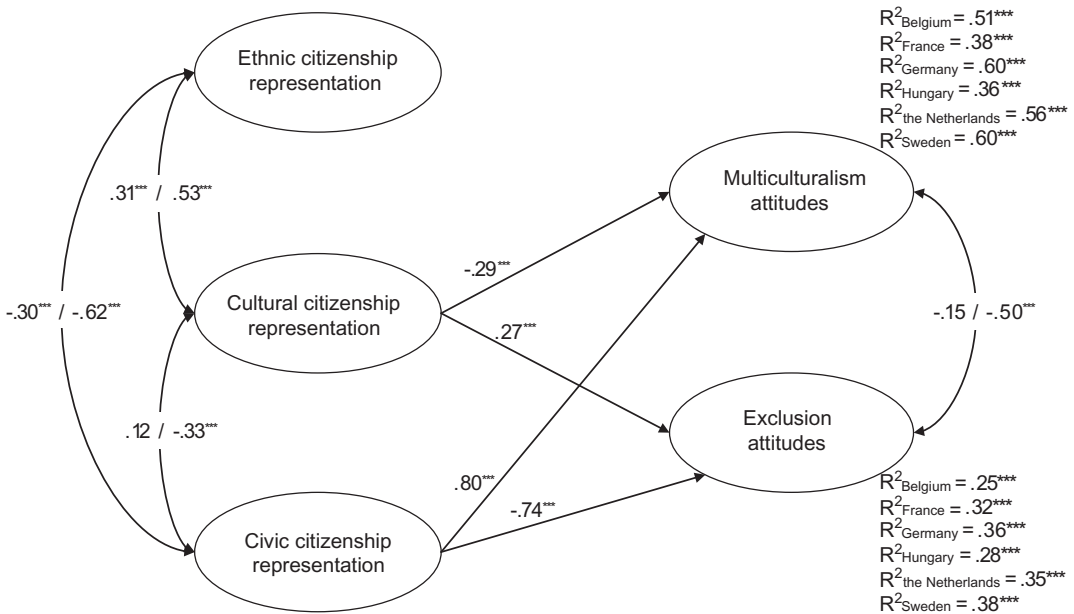 R²Belgium = .51***
R²France = .38***
R²Germany = .60***
R²Hungary = .36***
R²the Netherlands = .56***
R²Sweden = .60***
Ethnic citizenship
representation
Multiculturalism
attitudes
.31*** / .53***
-.29***
Cultural citizenship
representation
-.30*** / -.62***
.27***
-.15 / -.50***
Exclusion
attitudes
.12 / -.33***
.80***
-.74***
Civic citizenship
representation
R²Belgium = .25***
R²France = .32***
R²Germany = .36***
R²Hungary = .28***
R²the Netherlands = .35***
R²Sweden = .38***